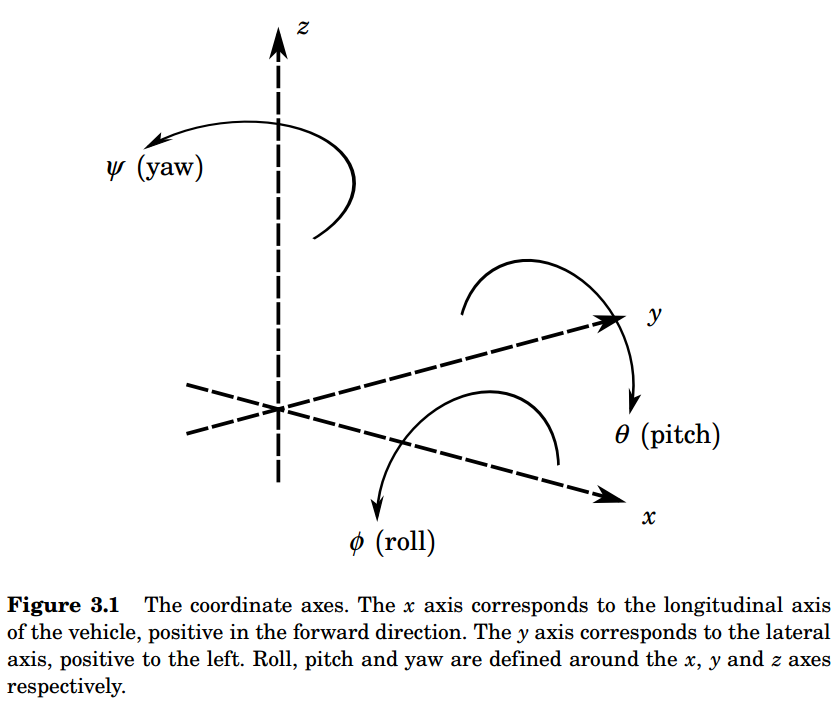 z
ψ (yaw)
y
θ (pitch)
x
ϕ (roll)
Figure 3.1 The coordinate axes. The x axis corresponds to the longitudinal axis
of the vehicle, positive in the forward direction. The y axis corresponds to the lateral
axis, positive to the left. Roll, pitch and yaw are defined around the x, y and z axes
respectively.